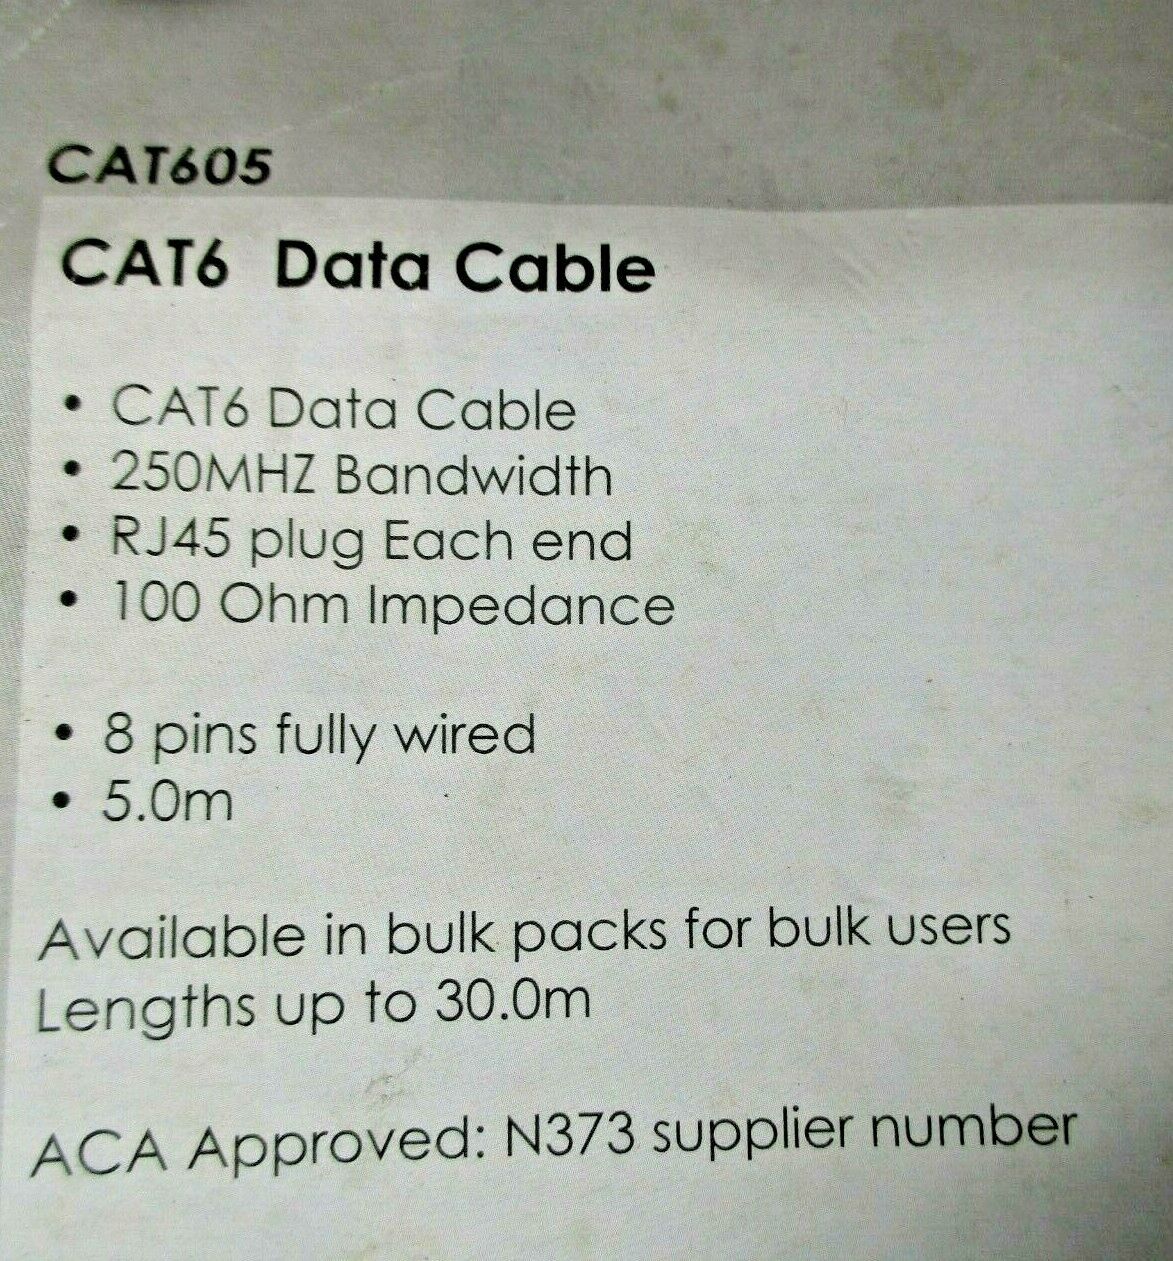 CAT605
CAT6 Data Cable
• CAT6 Data Cable
• 250MHZ Bandwidth
• RJ45 plug Each end
• 100 Ohm Impedance
• 8 pins fully wired
• 5.0m
Available in bulk packs for bulk users
Lengths up to 30.0m
ACA Approved: N373 supplier number